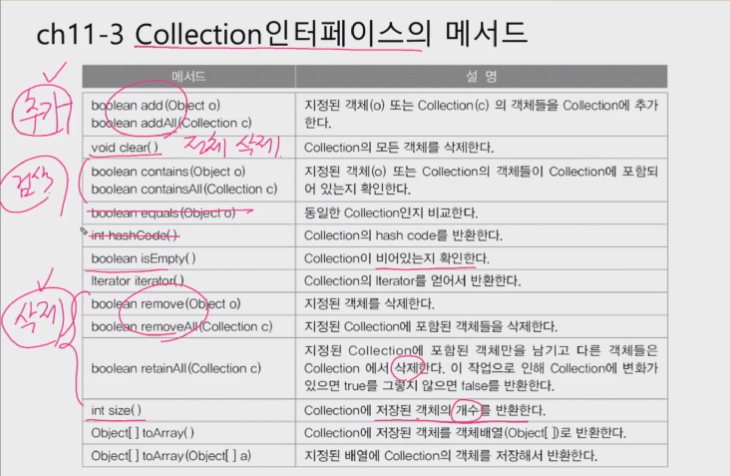 ch11-3 Collection인터페이스의 메서드
메서드 설 명
추가
boolean add(Object o)
boolean addAll(Collection c)
지정된 객체(o) 또는 Collection(c) 의 객체들을 Collection에 추가
한다.
void clear() 전체 삭제
Collection의 모든 객체를 삭제한다.
검색
boolean contains(Object o)
boolean containsAll(Collection c)
지정된 객체(o) 또는 Collection의 객체들이 Collection에 포함되
어 있는지 확인한다.
boolean equals(Object o)
동일한 Collection인지 비교한다.
int hashCode()
Collection의 hash code를 반환한다.
boolean isEmpty()
Collection이 비어있는지 확인한다.
Iterator iterator()
Collection의 Iterator를 얻어서 반환한다.
삭제
boolean remove(Object o)
지정된 객체를 삭제한다.
boolean removeAll(Collection c)
지정된 Collection에 포함된 객체들을 삭제한다.
boolean retainAll(Collection c)
지정된 Collection에 포함된 객체만을 남기고 다른 객체들은
Collection 에서 삭제한다. 이 작업으로 인해 Collection에 변화가
있으면 true를 그렇지 않으면 false를 반환한다.
int size()
Collection에 저장된 객체의 개수를 반환한다.
Object[] toArray()
Collection에 저장된 객체를 객체배열(Object[])로 반환한다.
Object[] toArray(Object[] a)
지정된 배열에 Collection의 객체를 저장해서 반환한다.